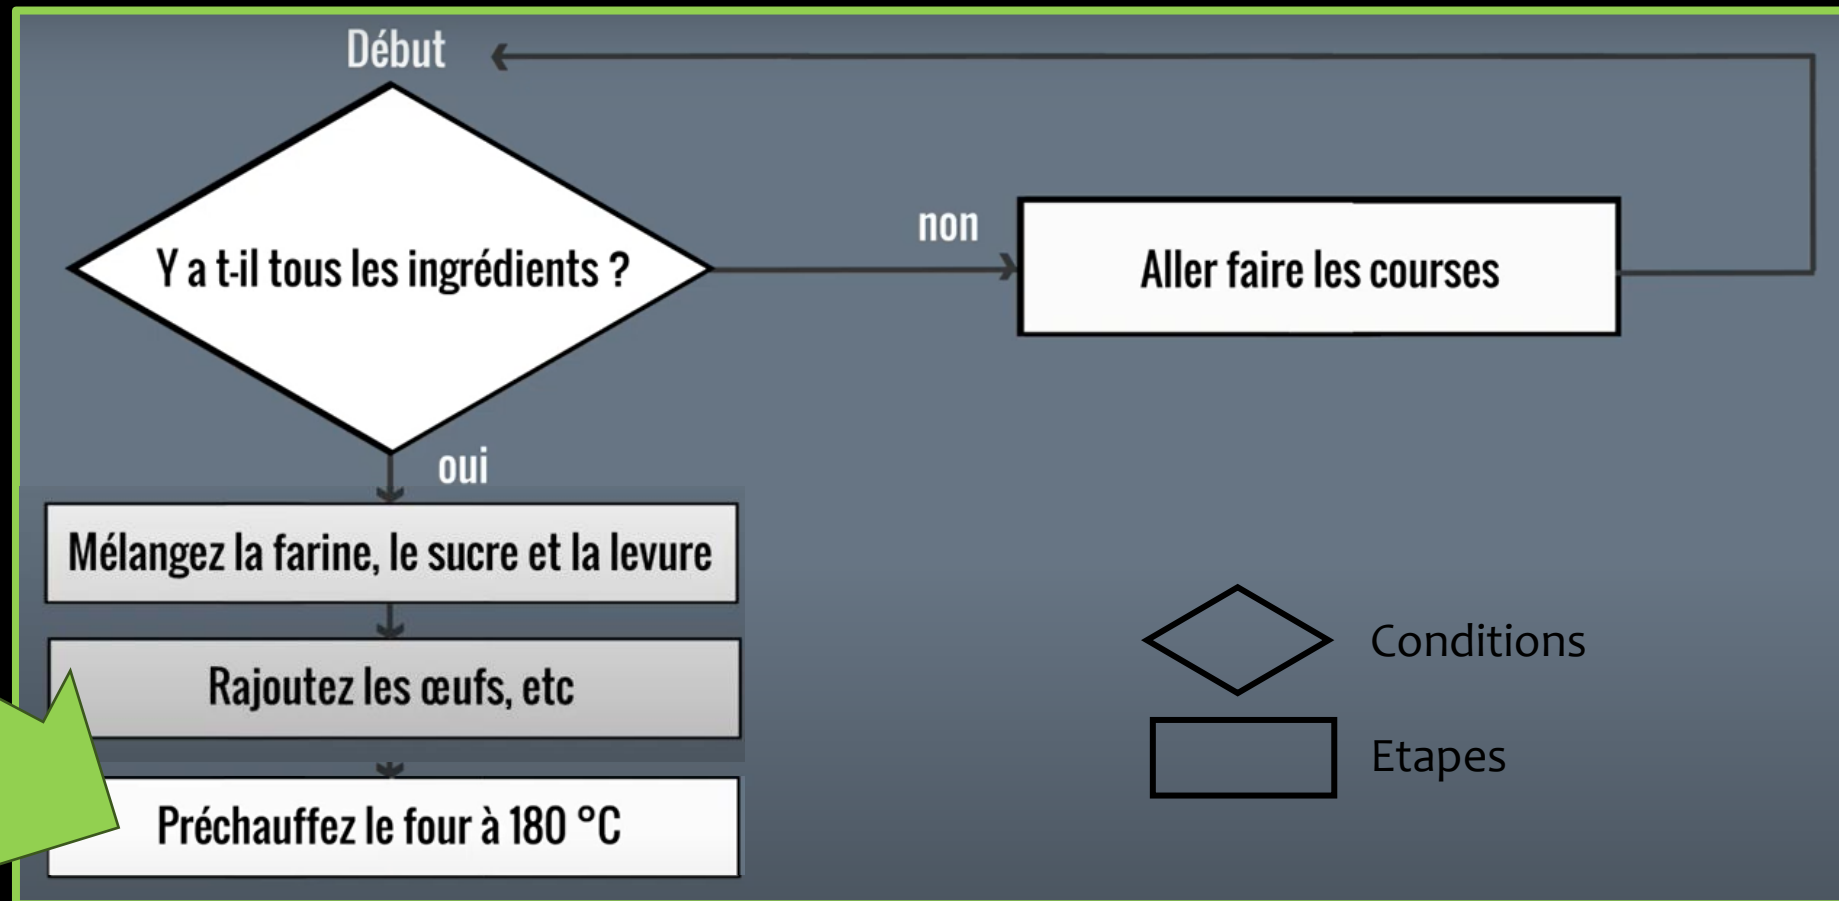 Début
Y a t-il tous les ingrédients ?
non
Aller faire les courses
oui
Mélangez la farine, le sucre et la levure
Rajoutez les œufs, etc
Préchauffez le four à 180 °C
Conditions
Etapes